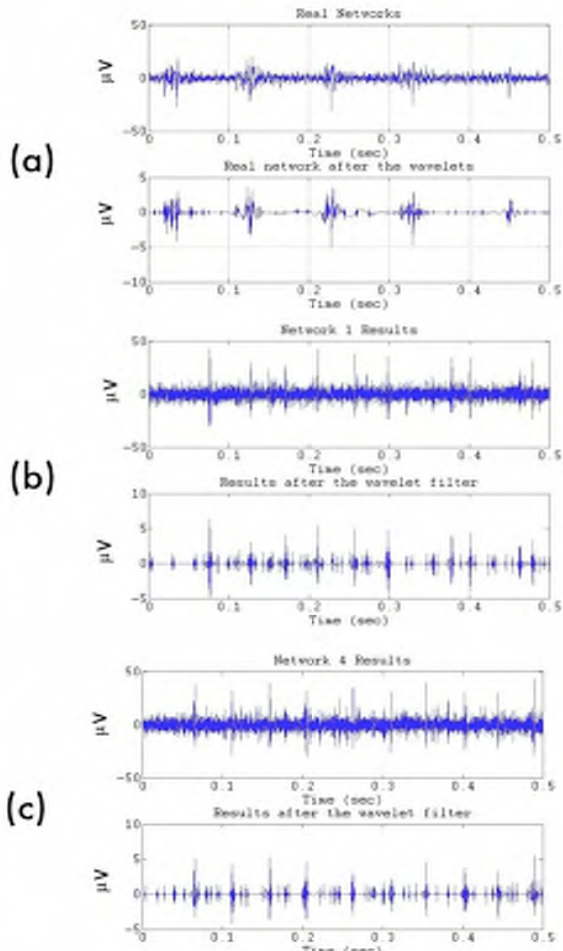 Real Networks
50
0
-50
μV
0 0.1 0.2 0.3 0.4 0.5
Time (sec)
(a)
Real network after the wavelets
5
0
-5
-10
μV
0 0.1 0.2 0.3 0.4 0.5
Time (sec)
Network 1 Results
50
0
-50
μV
0 0.1 0.2 0.3 0.4 0.5
Time (sec)
(b)
Results after the wavelet filter
10
5
0
-5
μV
0 0.1 0.2 0.3 0.4 0.5
Time (sec)
Network 4 Results
50
0
-50
μV
0 0.1 0.2 0.3 0.4 0.5
Time (sec)
(c)
Results after the wavelet filter
10
5
0
-5
μV
0 0.1 0.2 0.3 0.4 0.5
Time (sec)